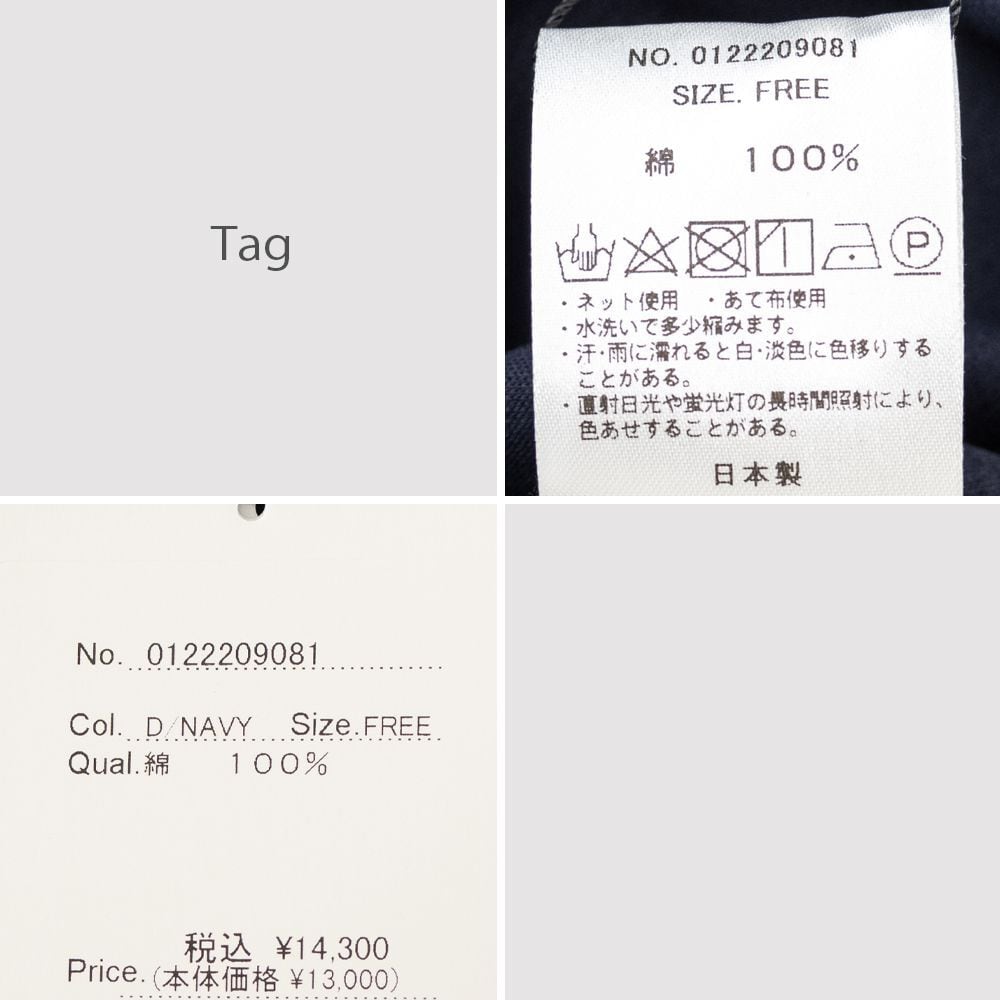 Tag
NO. 0122209081
SIZE. FREE
綿 100%
P
・ネット使用 ・あて布使用
・水洗いで多少縮みます。
・汗・雨に濡れると白・淡色に色移りする
ことがある。
・直射日光や蛍光灯の長時間照射により、
色あせすることがある。
日本製
No. 0122209081
Col. D/NAVY Size. FREE
Qual. 綿 100%
税込 ¥14,300
Price. (本体価格 ¥13,000)